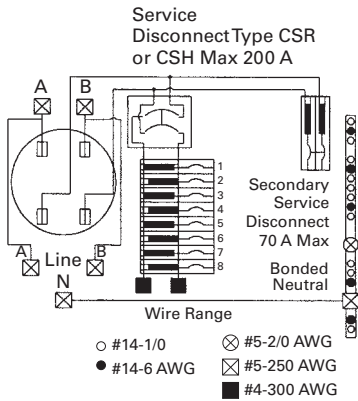 Service
Disconnect Type CSR
or CSH Max 200 A
A
B
1
2
3
4
5
6
7
8
Secondary
Service
Disconnect
70 A Max
A
Line
B
N
Bonded
Neutral
Wire Range
#14-1/0
#14-6 AWG
#5-2/0 AWG
#5-250 AWG
#4-300 AWG